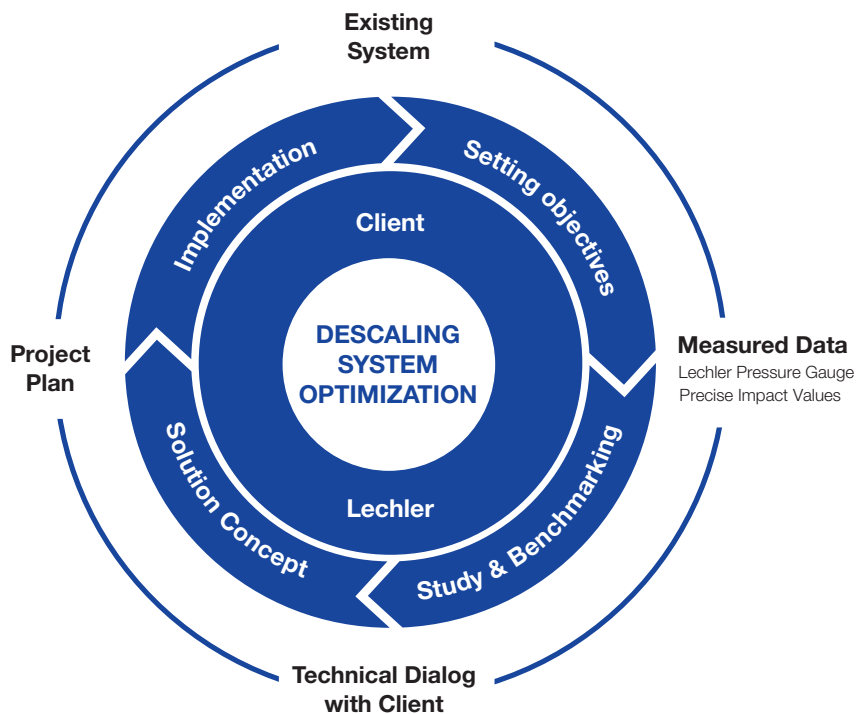 Existing
System
Implementation
Setting objectives
Client
DESCALING
SYSTEM
OPTIMIZATION
Project
Plan
Measured Data
Lechler Pressure Gauge
Precise Impact Values
Solution Concept
Lechler
Study & Benchmarking
Technical Dialog
with Client